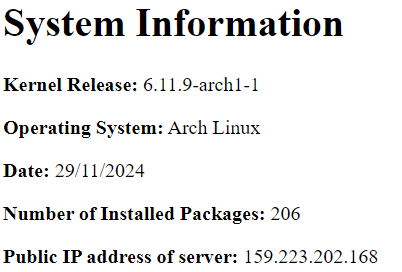 System Information
Kernel Release: 6.11.9-arch1-1
Operating System: Arch Linux
Date: 29/11/2024
Number of Installed Packages: 206
Public IP address of server: 159.223.202.168